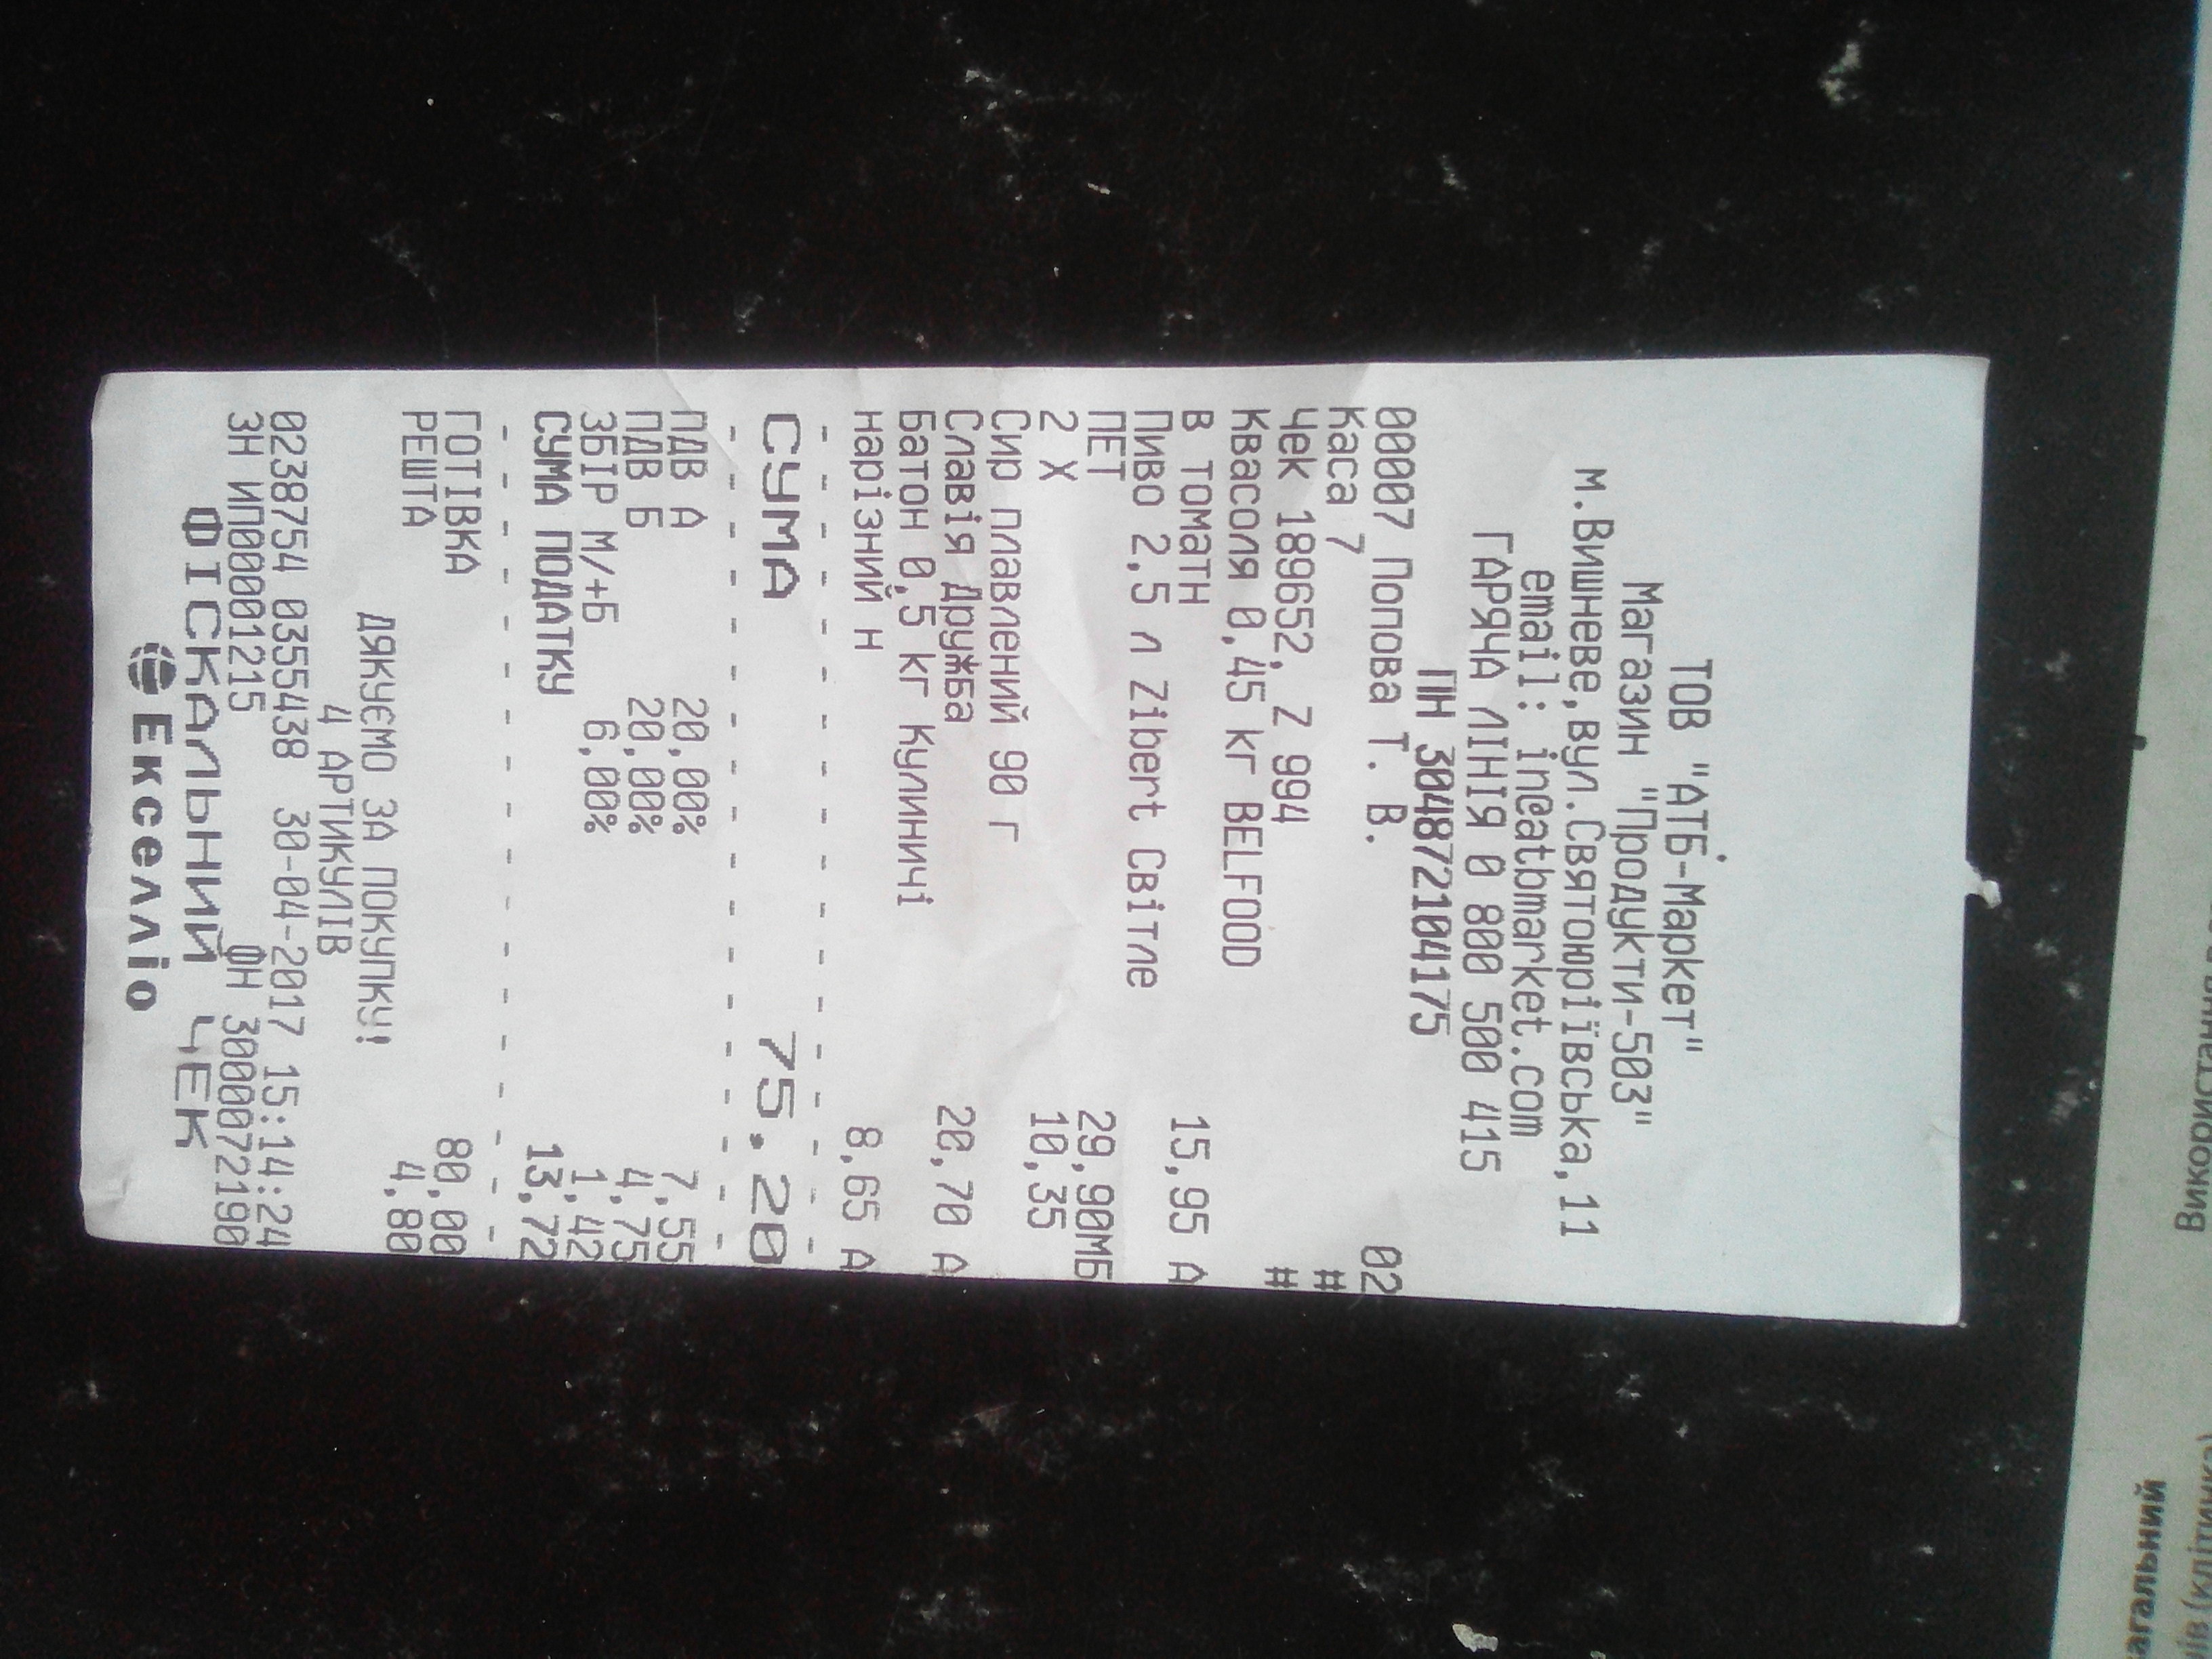 Використання
ТОВ "АТБ-Маркет"
Магазин "Продукти-503"
м.Вишневе,вул.Святоюріївська,11
email: in@atbmarket.com
ГАРЯЧА ЛІНІЯ 0 800 500 415
ПН 304872104175
00007 Попова Т. В. 02
Каса 7 #
Чек 189652, Z 994 #
Квасоля 0,45 кг BELFOOD
в томатн 15,95 А
Пиво 2,5 л Zibert Світле
ПЕТ 29,90МБ
2 X 10,35
Сир плавлений 90 г
Славія Дружба 20,70 А
Батон 0,5 кг Кулиничі
нарізний н 8,65 А
СУМА 75,20
ПДВ А 20,00% 7,55
ПДВ Б 20,00% 4,75
ЗБІР М/+Б 6,00% 1,42
СУМА ПОДАТКУ 13,72
ГОТІВКА 80,00
РЕШТА 4,80
ДЯКУЄМО ЗА ПОКУПКУ!
4 АРТИКУЛІВ
0238754 0355438 30-04-2017 15:14:24
ЗН ИП00001215 ФН 3000072190
ФІСКАЛЬНИЙ ЧЕК
Екселліо